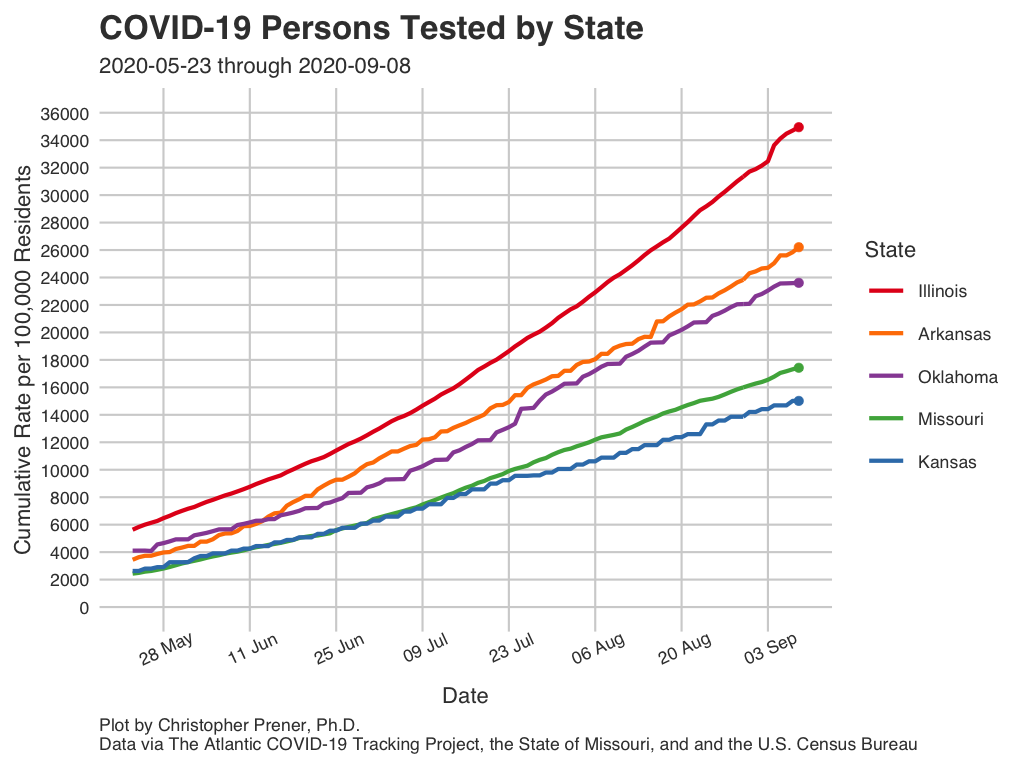 COVID-19 Persons Tested by State
2020-05-23 through 2020-09-08
Cumulative Rate per 100,000 Residents
36000
34000
32000
30000
28000
26000
24000
22000
20000
18000
16000
14000
12000
10000
8000
6000
4000
2000
0
28 May
11 Jun
25 Jun
09 Jul
23 Jul
06 Aug
20 Aug
03 Sep
Date
State
Illinois
Arkansas
Oklahoma
Missouri
Kansas
Plot by Christopher Prener, Ph.D.
Data via The Atlantic COVID-19 Tracking Project, the State of Missouri, and and the U.S. Census Bureau